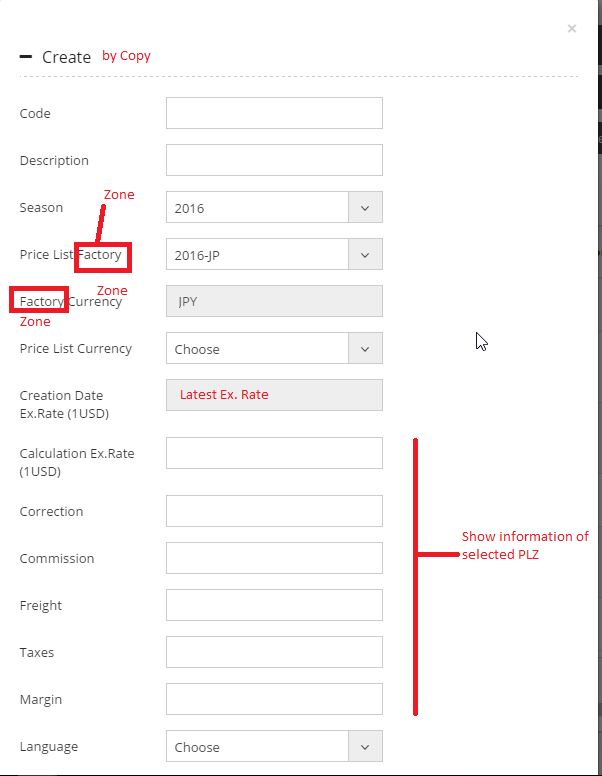 Create by Copy
Code
Description
Zone
Season 2016
Price List Factory 2016-JP
Zone
Factory Currency JPY
Zone
Price List Currency Choose
Creation Date
Ex.Rate (1USD) Latest Ex. Rate
Calculation Ex.Rate
(1USD)
Correction
Show information of
selected PLZ
Commission
Freight
Taxes
Margin
Language Choose